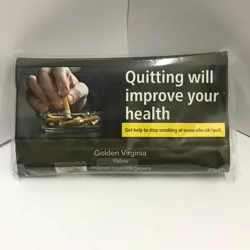 Quitting will
improve your
health
Get help to stop smoking at www.nhs.uk/quit
Golden Virginia
Yellow